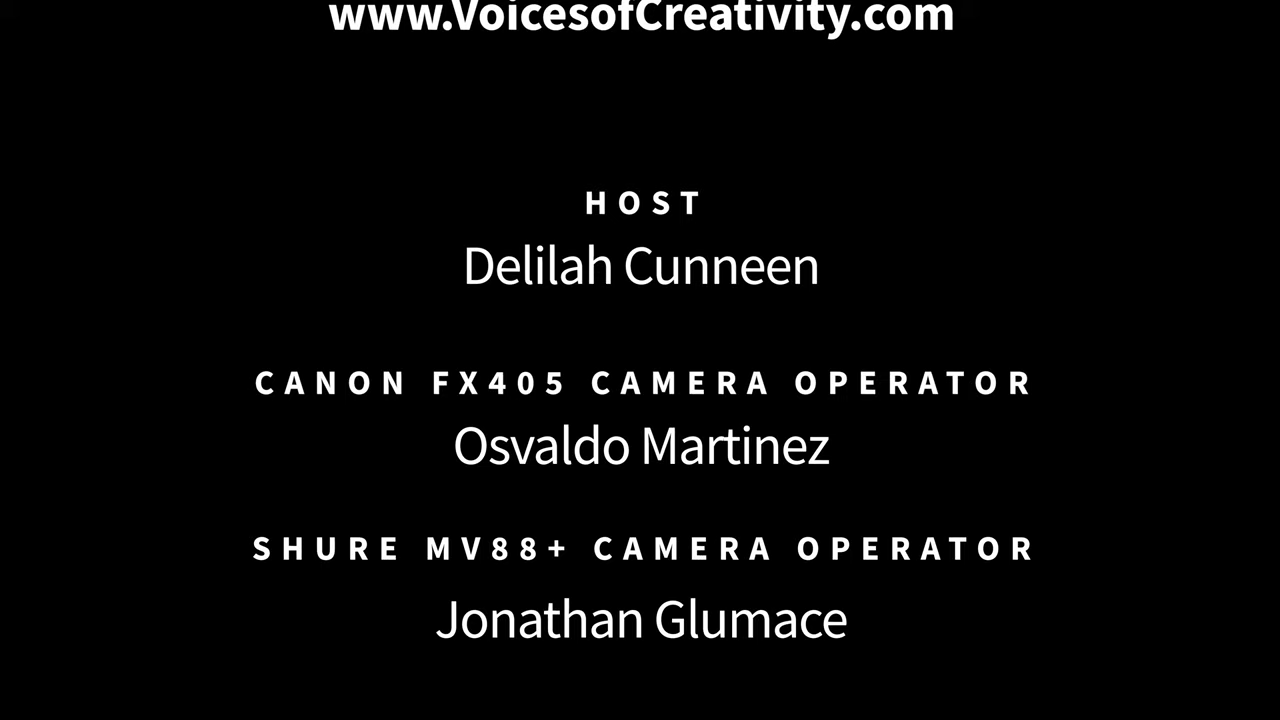 www.VoicesofCreativity.com
HOST
Delilah Cunneen
CANON FX405 CAMERA OPERATOR
Osvaldo Martinez
SHURE MV88+ CAMERA OPERATOR
Jonathan Glumace